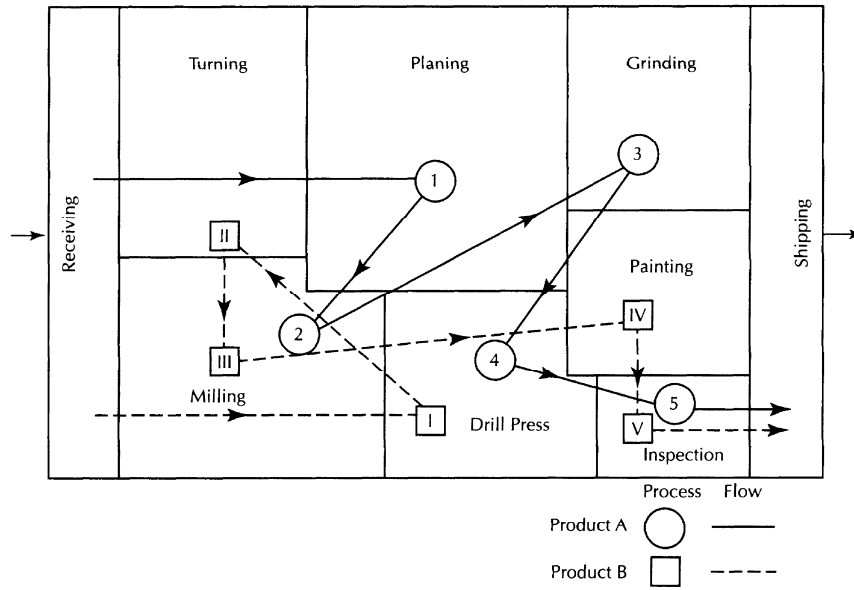 Turning
Planing
Grinding
Receiving
Shipping
1
3
II
Painting
IV
2
III
4
Milling
5
I
Drill Press
V
Inspection
Process Flow
Product A
Product B